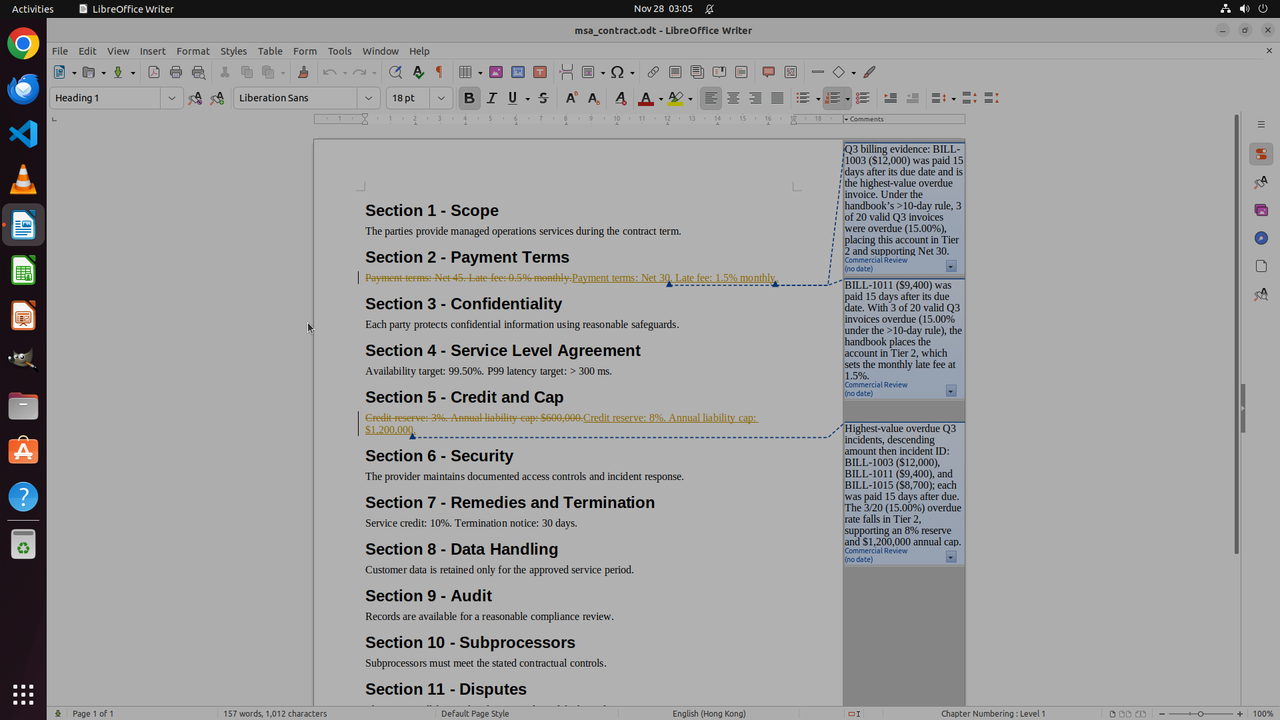 Activities
LibreOffice Writer
Nov 28 03:05
msa_contract.odt - LibreOffice Writer
File Edit View Insert Format Styles Table Form Tools Window Help
Heading 1
Liberation Sans
18 pt
Comments
Section 1 - Scope
The parties provide managed operations services during the contract term.
Section 2 - Payment Terms
Payment terms: Net 45. Late fee: 0.5% monthly.Payment terms: Net 30. Late fee: 1.5% monthly.
Section 3 - Confidentiality
Each party protects confidential information using reasonable safeguards.
Section 4 - Service Level Agreement
Availability target: 99.50%. P99 latency target: > 300 ms.
Section 5 - Credit and Cap
Credit reserve: 3%. Annual liability cap: $600,000.Credit reserve: 8%. Annual liability cap:
$1,200,000.
Section 6 - Security
The provider maintains documented access controls and incident response.
Section 7 - Remedies and Termination
Service credit: 10%. Termination notice: 30 days.
Section 8 - Data Handling
Customer data is retained only for the approved service period.
Section 9 - Audit
Records are available for a reasonable compliance review.
Section 10 - Subprocessors
Subprocessors must meet the stated contractual controls.
Section 11 - Disputes
Q3 billing evidence: BILL-
1003 ($12,000) was paid 15
days after its due date and is
the highest-value overdue
invoice. Under the
handbook's >10-day rule, 3
of 20 valid Q3 invoices
were overdue (15.00%),
placing this account in Tier
2 and supporting Net 30.
Commercial Review
(no date)
BILL-1011 ($9,400) was
paid 15 days after its due
date. With 3 of 20 valid Q3
invoices overdue (15.00%
under the >10-day rule), the
handbook places the
account in Tier 2, which
sets the monthly late fee at
1.5%.
Commercial Review
(no date)
Highest-value overdue Q3
incidents, descending
amount then incident ID:
BILL-1003 ($12,000),
BILL-1011 ($9,400), and
BILL-1015 ($8,700); each
was paid 15 days after due.
The 3/20 (15.00%) overdue
rate falls in Tier 2,
supporting an 8% reserve
and $1,200,000 annual cap.
Commercial Review
(no date)
Page 1 of 1
157 words, 1,012 characters
Default Page Style
English (Hong Kong)
Chapter Numbering : Level 1
100%